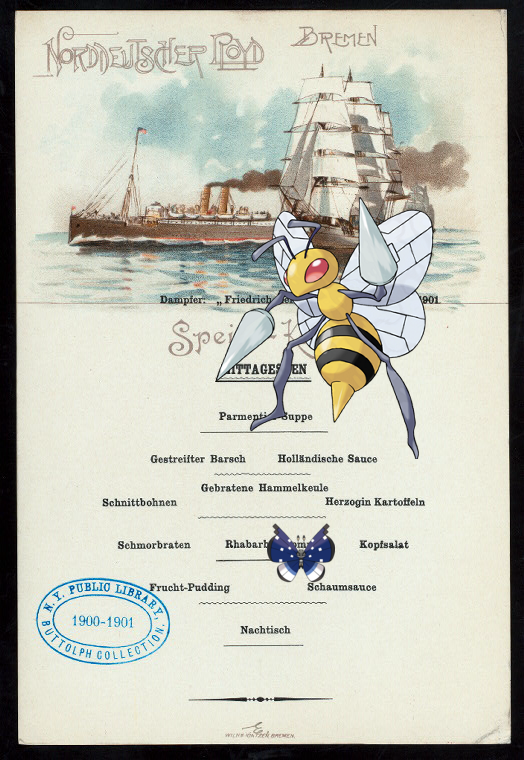 NORDDEUTSCHER LLOYD BREMEN
Dampfer: „Friedrich 1901.
MITTAGESSEN
Suppe
Gestreifter Barsch Holländische Sauce
Gebratene Hammelkeule
Schnittbohnen Herzogin Kartoffeln
Schmorbraten Kopfsalat
Frucht-Pudding Schaumsauce
Nachtisch
N.Y. PUBLIC LIBRARY,
1900-1901
BUTTOLPH COLLECTION.